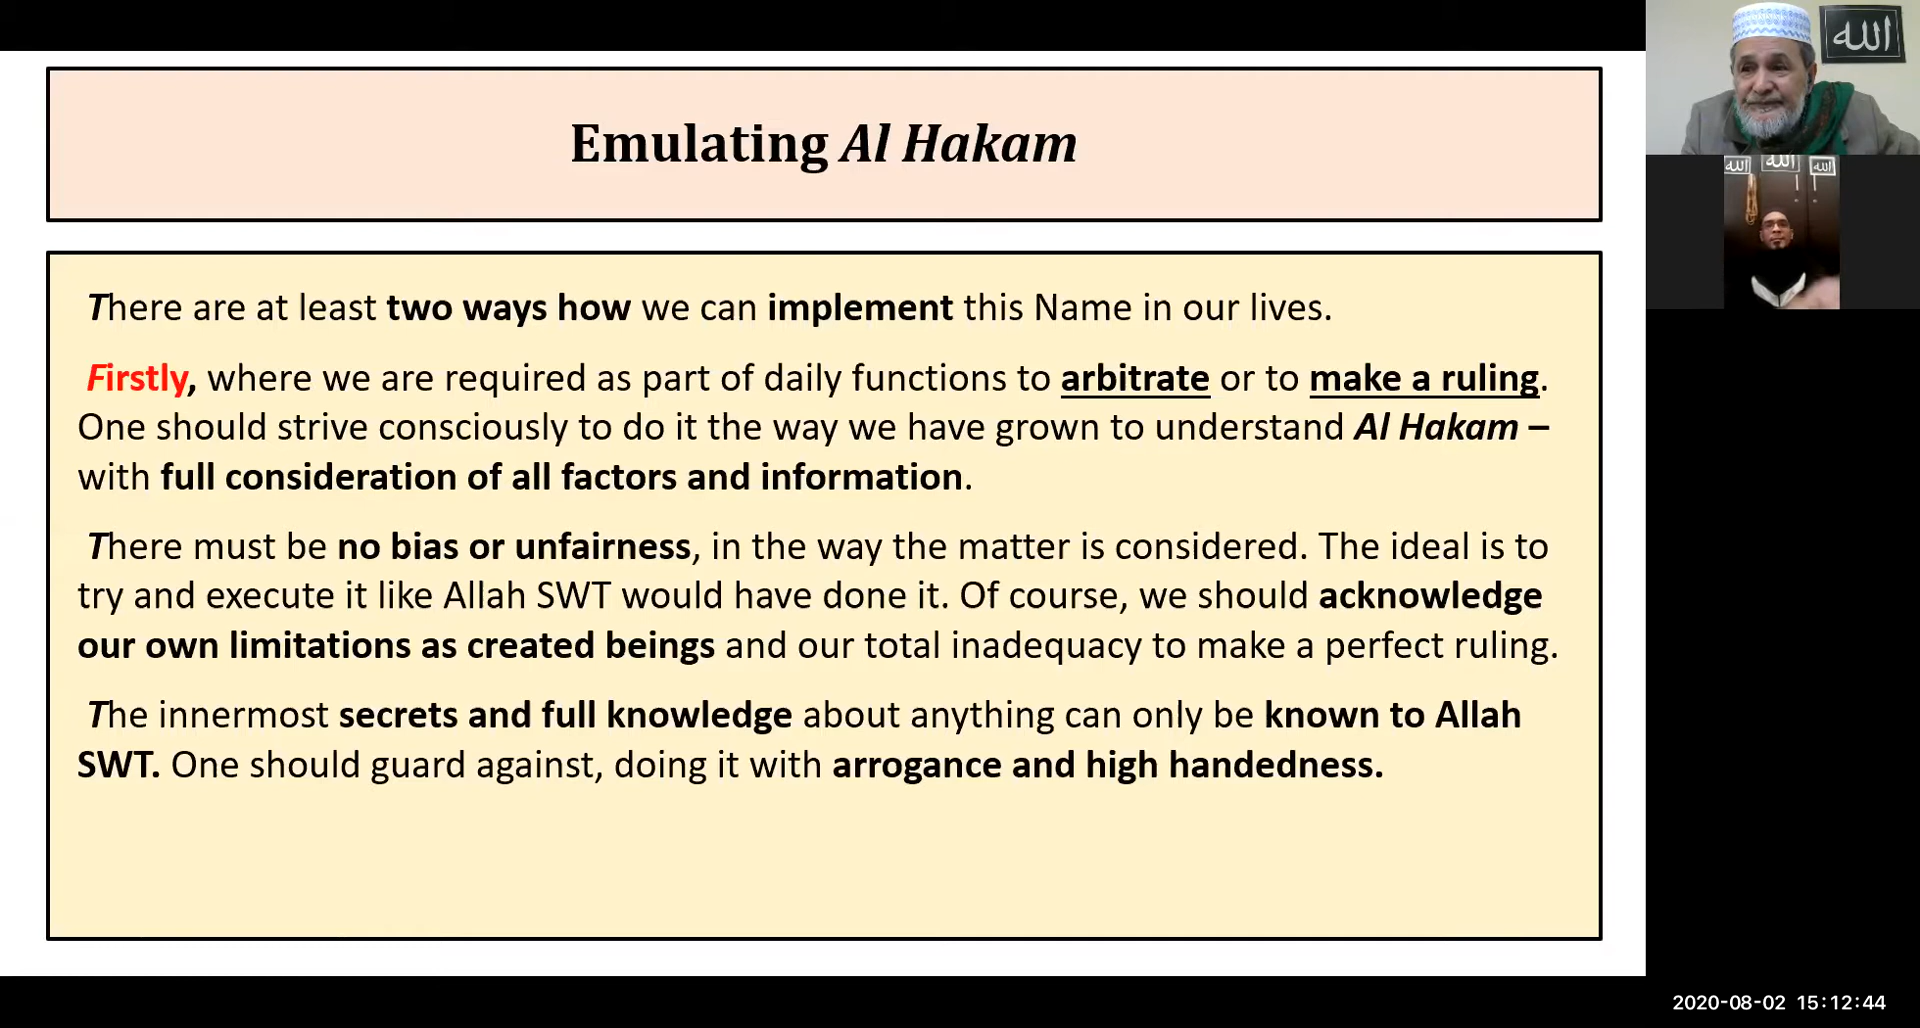 Emulating Al Hakam
There are at least two ways how we can implement this Name in our lives.
Firstly, where we are required as part of daily functions to arbitrate or to make a ruling.
One should strive consciously to do it the way we have grown to understand Al Hakam –
with full consideration of all factors and information.
There must be no bias or unfairness, in the way the matter is considered. The ideal is to
try and execute it like Allah SWT would have done it. Of course, we should acknowledge
our own limitations as created beings and our total inadequacy to make a perfect ruling.
The innermost secrets and full knowledge about anything can only be known to Allah
SWT. One should guard against, doing it with arrogance and high handedness.
الله
الله الله الله
2020-08-02 15:12:44